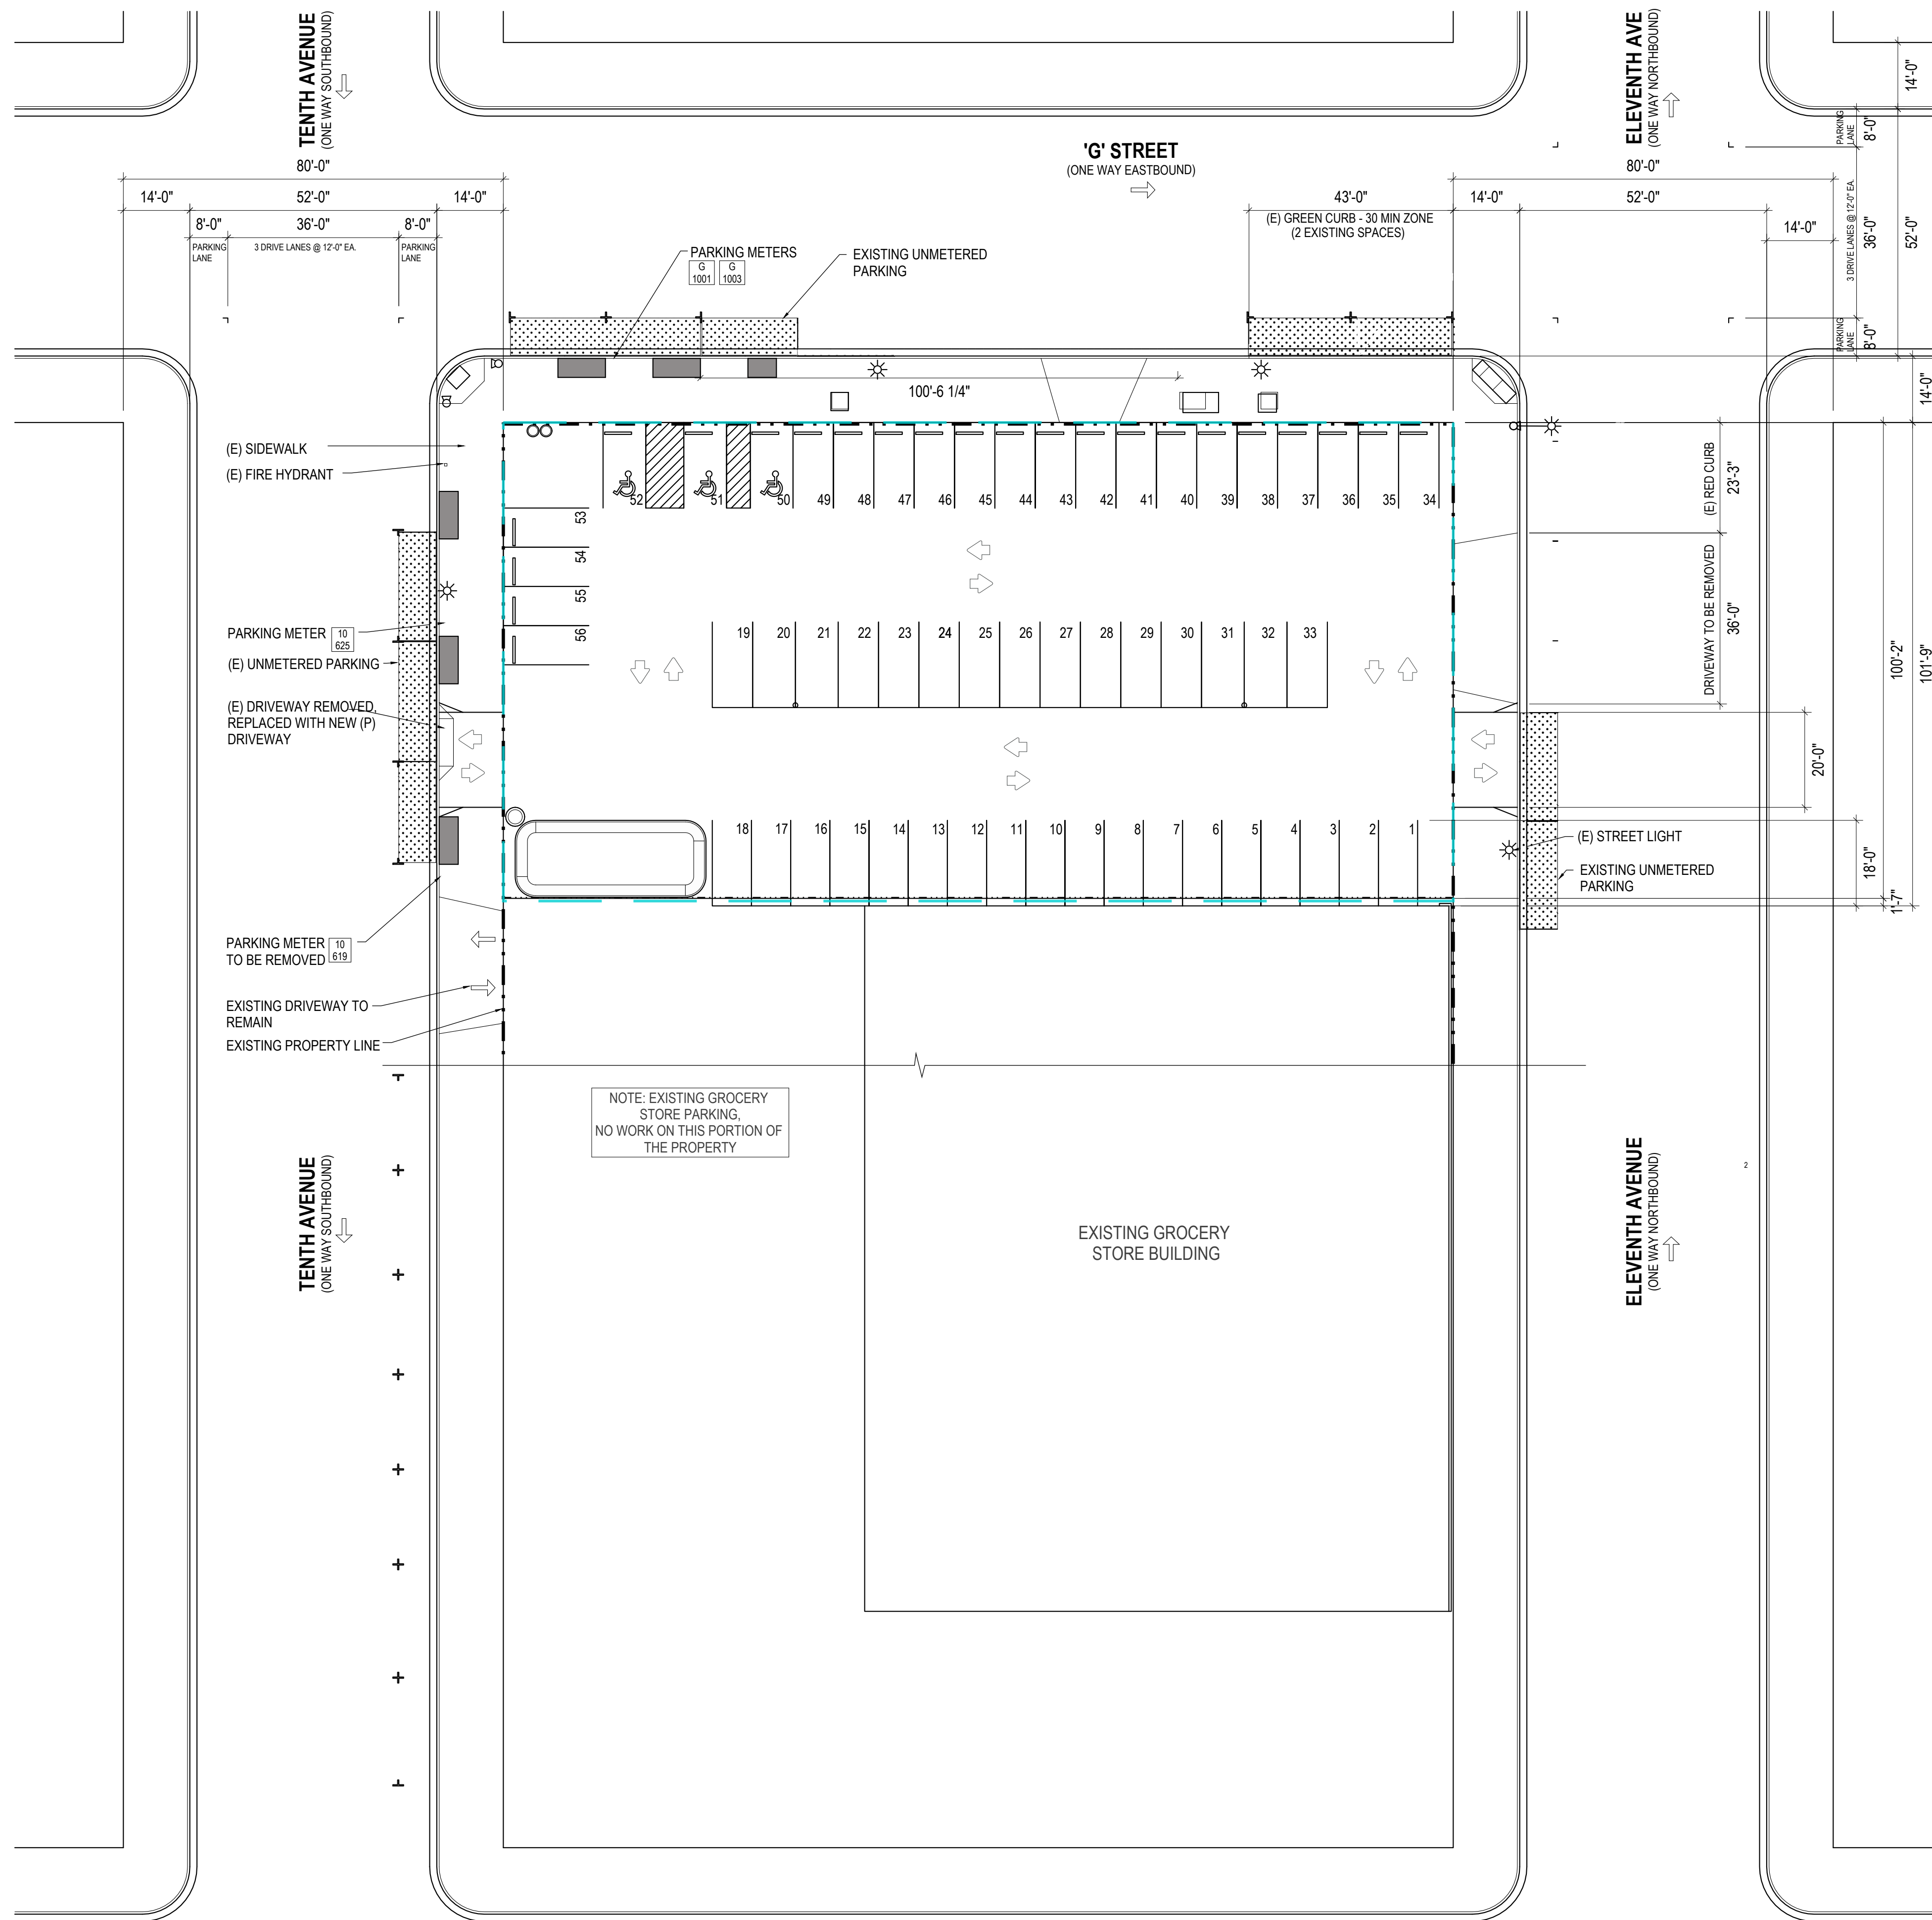 TENTH AVENUE
(ONE WAY SOUTHBOUND)
ELEVENTH AVE
(ONE WAY NORTHBOUND)
14'-0"
PARKING
LANE
8'-0"
'G' STREET
(ONE WAY EASTBOUND)
80'-0"
80'-0"
14'-0"
52'-0"
14'-0"
43'-0"
14'-0"
52'-0"
(E) GREEN CURB - 30 MIN ZONE
(2 EXISTING SPACES)
8'-0"
36'-0"
8'-0"
14'-0"
3 DRIVE LANES @ 12'-0" EA.
36'-0"
52'-0"
PARKING
LANE
3 DRIVE LANES @ 12'-0" EA.
PARKING
LANE
PARKING METERS
G
1001
G
1003
EXISTING UNMETERED
PARKING
PARKING
LANE
8'-0"
100'-6 1/4"
14'-0"
(E) SIDEWALK
(E) FIRE HYDRANT
(E) RED CURB
23'-3"
52
51
50
49
48
47
46
45
44
43
42
41
40
39
38
37
36
35
34
53
54
55
56
DRIVEWAY TO BE REMOVED
36'-0"
100'-2"
101'-9"
PARKING METER
10
625
19
20
21
22
23
24
25
26
27
28
29
30
31
32
33
(E) UNMETERED PARKING
(E) DRIVEWAY REMOVED,
REPLACED WITH NEW (P)
DRIVEWAY
20'-0"
18
17
16
15
14
13
12
11
10
9
8
7
6
5
4
3
2
1
(E) STREET LIGHT
18'-0"
EXISTING UNMETERED
PARKING
1'-7"
PARKING METER
TO BE REMOVED
10
619
EXISTING DRIVEWAY TO
REMAIN
EXISTING PROPERTY LINE
NOTE: EXISTING GROCERY
STORE PARKING,
NO WORK ON THIS PORTION OF
THE PROPERTY
TENTH AVENUE
(ONE WAY SOUTHBOUND)
EXISTING GROCERY
STORE BUILDING
ELEVENTH AVENUE
(ONE WAY NORTHBOUND)
2